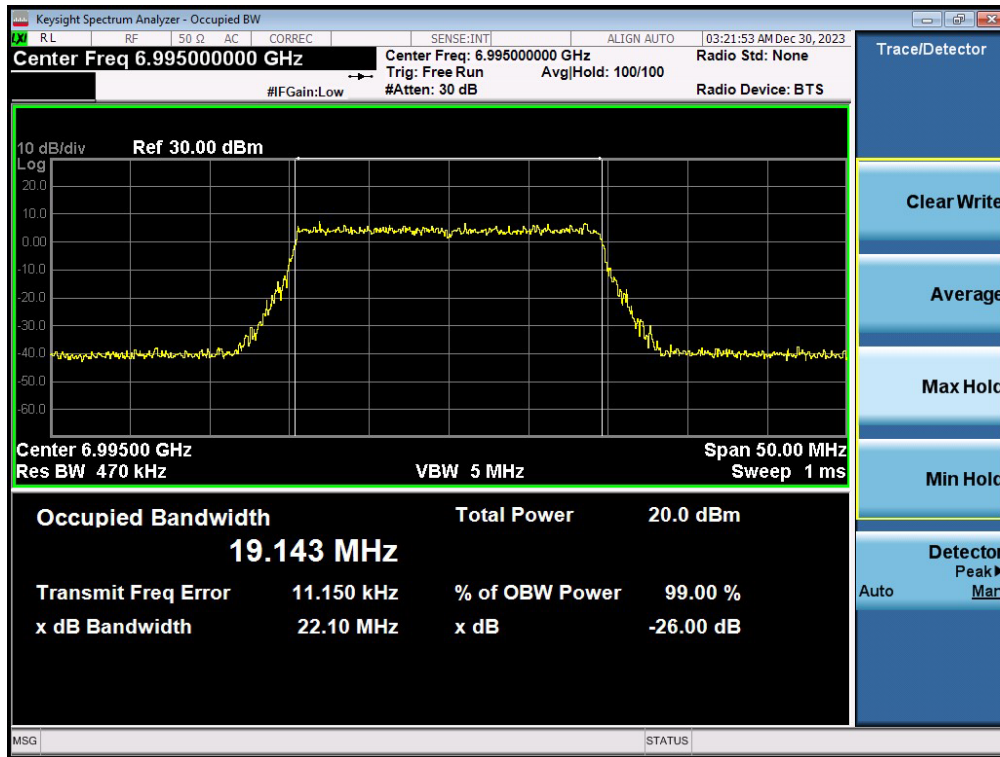 Keysight Spectrum Analyzer - Occupied BW
LXI RL RF 50 Ω AC CORREC SENSE:INT ALIGN AUTO 03:21:53 AM Dec 30, 2023
Center Freq 6.995000000 GHz
Center Freq: 6.995000000 GHz
Radio Std: None
Trig: Free Run Avg|Hold: 100/100
#IFGain:Low
#Atten: 30 dB
Radio Device: BTS
Trace/Detector
10 dB/div Ref 30.00 dBm
Log
20.0
10.0
0.00
-10.0
-20.0
-30.0
-40.0
-50.0
-60.0
Center 6.99500 GHz Span 50.00 MHz
Res BW 470 kHz VBW 5 MHz Sweep 1 ms
Occupied Bandwidth Total Power 20.0 dBm
19.143 MHz
Transmit Freq Error 11.150 kHz % of OBW Power 99.00 %
x dB Bandwidth 22.10 MHz x dB -26.00 dB
Clear Write
Average
Max Hold
Min Hold
Detector
Peak
Auto Man
MSG STATUS